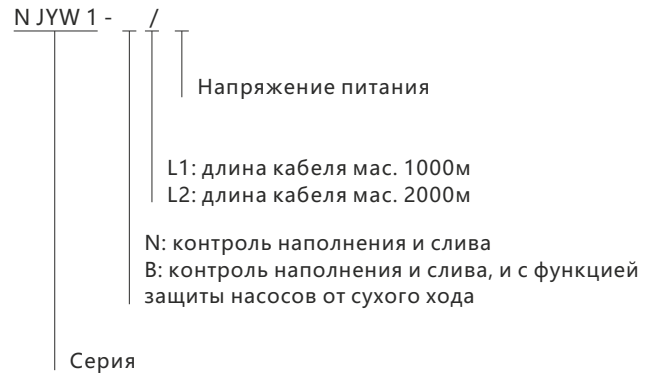 N JYW 1 - /
Напряжение питания
L1: длина кабеля мас. 1000м
L2: длина кабеля мас. 2000м
N: контроль наполнения и слива
B: контроль наполнения и слива, и с функцией
защиты насосов от сухого хода
Серия